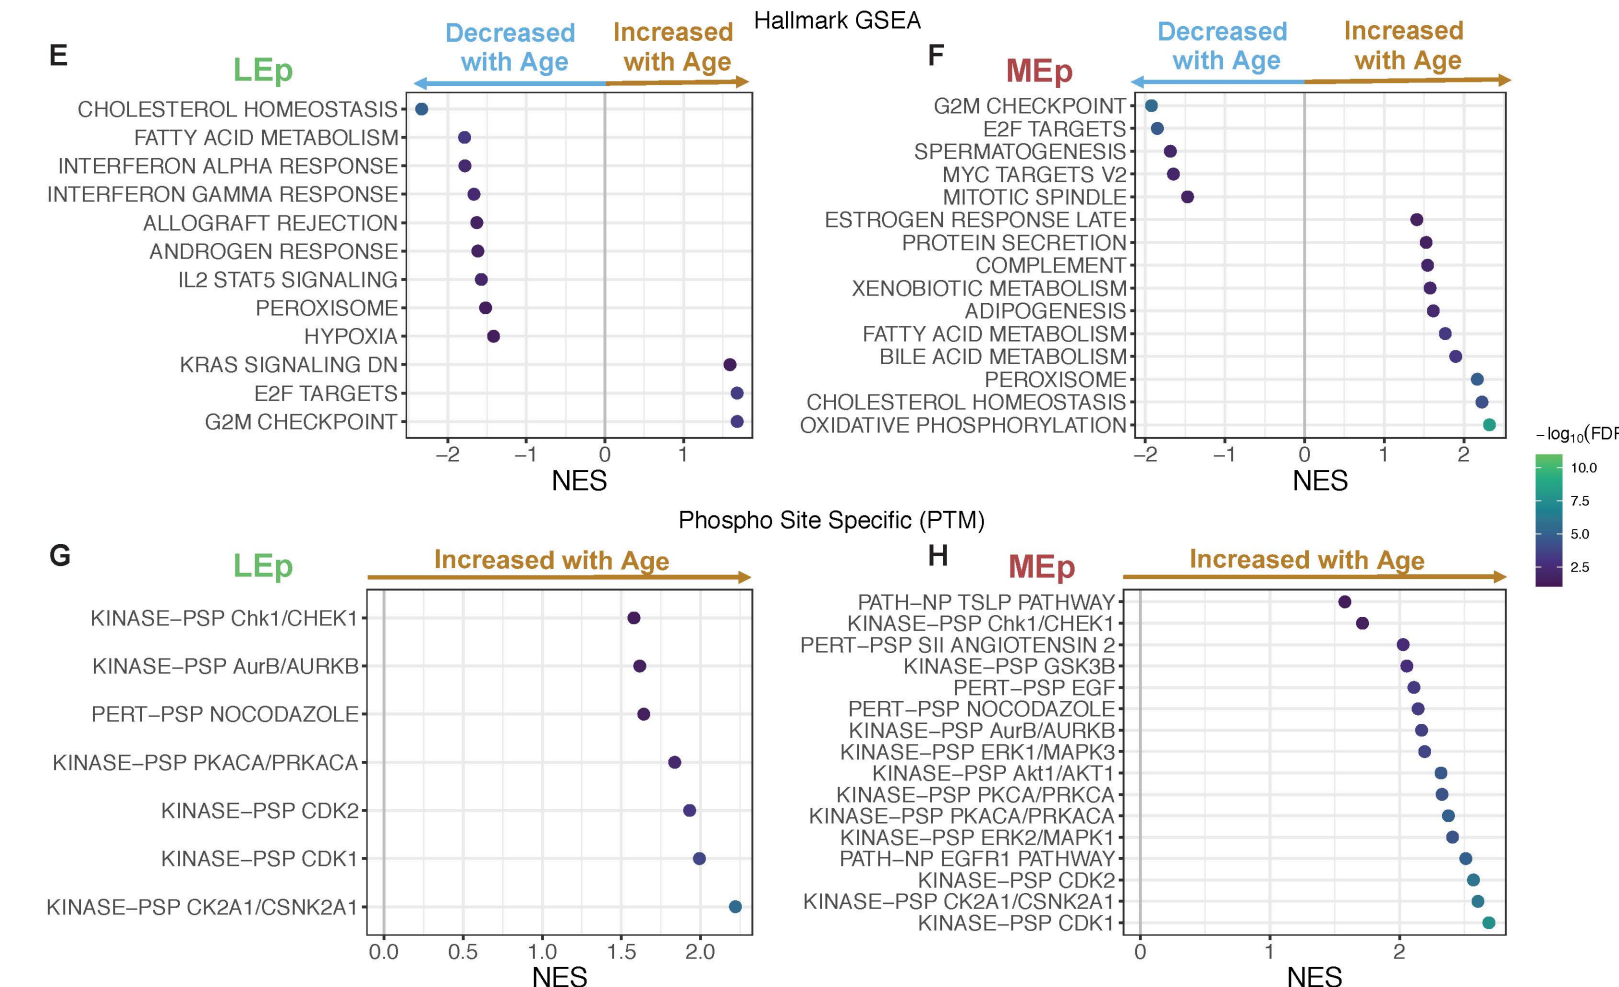 Hallmark GSEA
E
LEp
Decreased with Age
Increased with Age
CHOLESTEROL HOMEOSTASIS
FATTY ACID METABOLISM
INTERFERON ALPHA RESPONSE
INTERFERON GAMMA RESPONSE
ALLOGRAFT REJECTION
ANDROGEN RESPONSE
IL2 STAT5 SIGNALING
PEROXISOME
HYPOXIA
KRAS SIGNALING DN
E2F TARGETS
G2M CHECKPOINT
−2 −1 0 1
NES
F
MEp
Decreased with Age
Increased with Age
G2M CHECKPOINT
E2F TARGETS
SPERMATOGENESIS
MYC TARGETS V2
MITOTIC SPINDLE
ESTROGEN RESPONSE LATE
PROTEIN SECRETION
COMPLEMENT
XENOBIOTIC METABOLISM
ADIPOGENESIS
FATTY ACID METABOLISM
BILE ACID METABOLISM
PEROXISOME
CHOLESTEROL HOMEOSTASIS
OXIDATIVE PHOSPHORYLATION
−2 −1 0 1 2
NES
−log10(FDR
10.0
7.5
5.0
2.5
Phospho Site Specific (PTM)
G
LEp
Increased with Age
KINASE−PSP Chk1/CHEK1
KINASE−PSP AurB/AURKB
PERT−PSP NOCODAZOLE
KINASE−PSP PKACA/PRKACA
KINASE−PSP CDK2
KINASE−PSP CDK1
KINASE−PSP CK2A1/CSNK2A1
0.0 0.5 1.0 1.5 2.0
NES
H
MEp
Increased with Age
PATH−NP TSLP PATHWAY
KINASE−PSP Chk1/CHEK1
PERT−PSP SII ANGIOTENSIN 2
KINASE−PSP GSK3B
PERT−PSP EGF
PERT−PSP NOCODAZOLE
KINASE−PSP AurB/AURKB
KINASE−PSP ERK1/MAPK3
KINASE−PSP Akt1/AKT1
KINASE−PSP PKCA/PRKCA
KINASE−PSP PKACA/PRKACA
KINASE−PSP ERK2/MAPK1
PATH−NP EGFR1 PATHWAY
KINASE−PSP CDK2
KINASE−PSP CK2A1/CSNK2A1
KINASE−PSP CDK1
0 1 2
NES